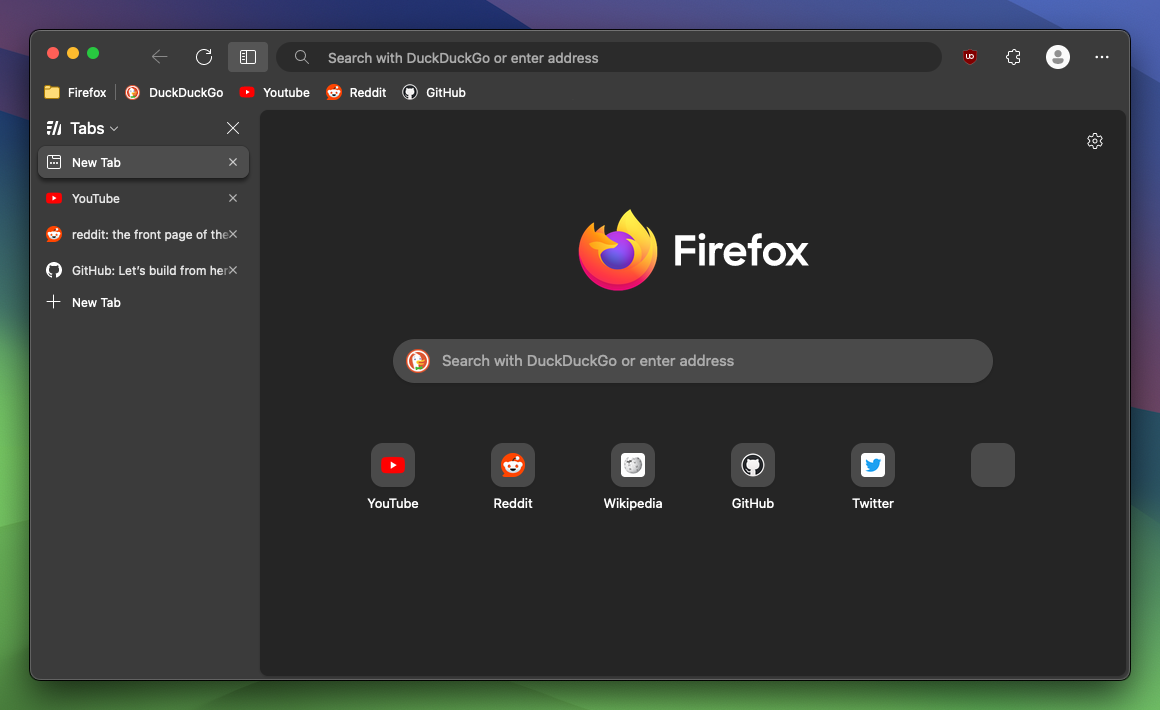 Search with DuckDuckGo or enter address
UD
Firefox
DuckDuckGo
Youtube
Reddit
GitHub
Tabs
New Tab
YouTube
reddit: the front page of the
GitHub: Let's build from her
New Tab
Firefox
Search with DuckDuckGo or enter address
YouTube
Reddit
Wikipedia
GitHub
Twitter